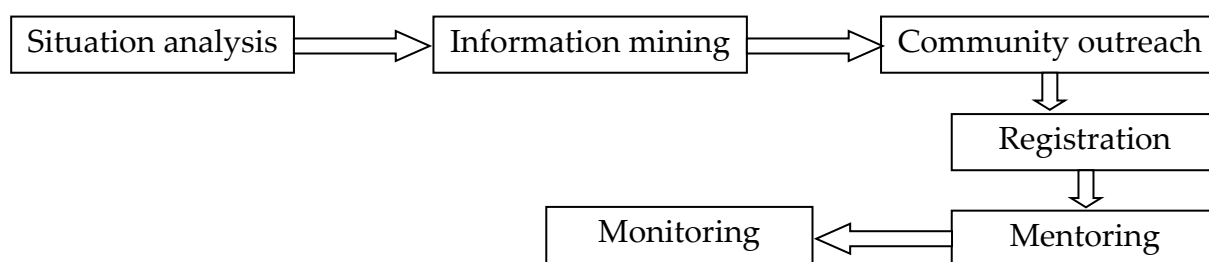 Situation analysis
Information mining
Community outreach
Registration
Mentoring
Monitoring